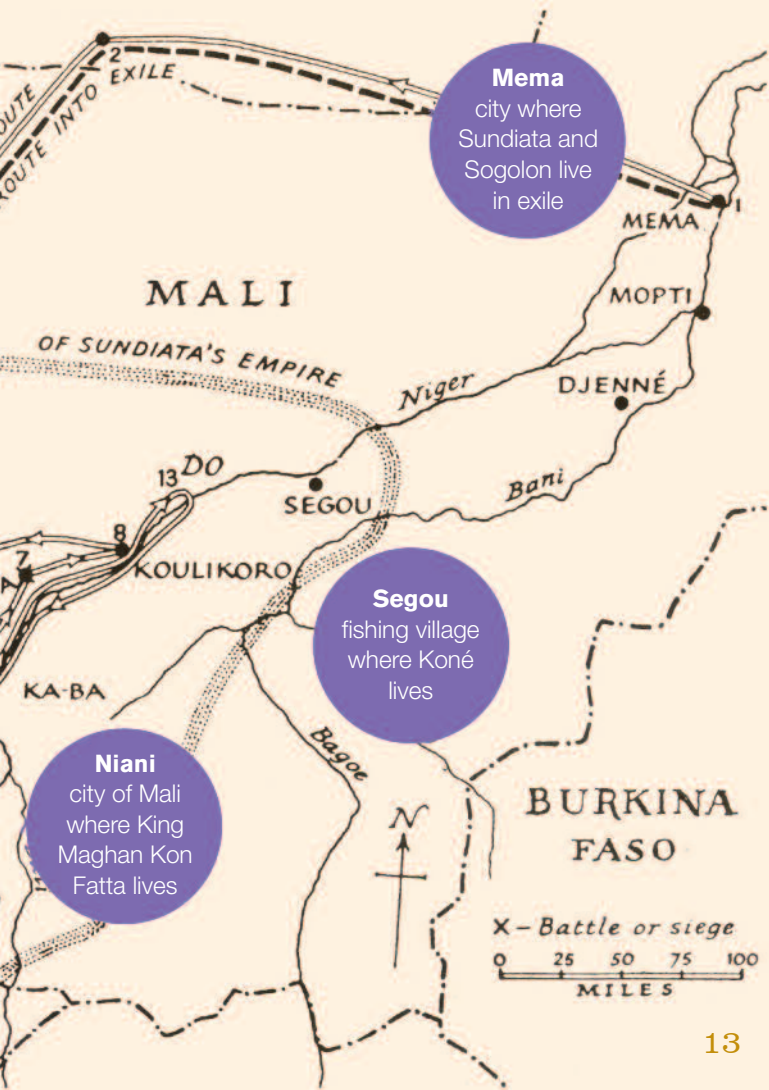 2
EXILE
ROUTE INTO
Mema
city where
Sundiata and
Sogolon live
in exile
1
MEMA
MALI
MOPTI
OF SUNDIATA'S EMPIRE
Niger
DJENNÉ
13 DO
SEGOU
Bani
8
7
KOULIKORO
Segou
fishing village
where Koné
lives
KA-BA
Niani
city of Mali
where King
Maghan Kon
Fatta lives
Bagoe
N
BURKINA
FASO
X – Battle or siege
0 25 50 75 100
MILES
13